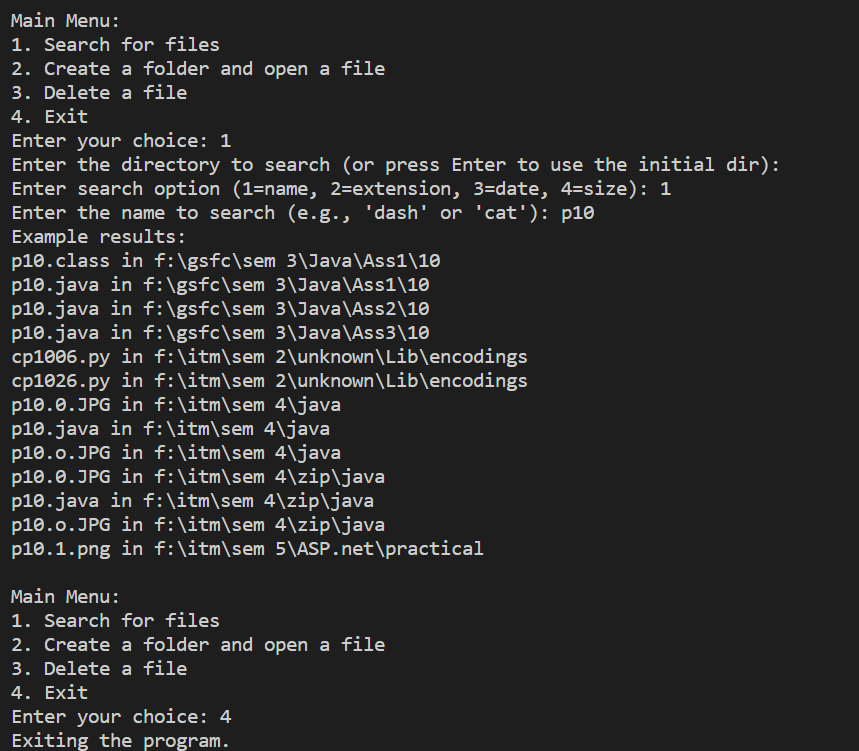 Main Menu:
1. Search for files
2. Create a folder and open a file
3. Delete a file
4. Exit
Enter your choice: 1
Enter the directory to search (or press Enter to use the initial dir):
Enter search option (1=name, 2=extension, 3=date, 4=size): 1
Enter the name to search (e.g., 'dash' or 'cat'): p10
Example results:
p10.class in f:\gsfc\sem 3\Java\Ass1\10
p10.java in f:\gsfc\sem 3\Java\Ass1\10
p10.java in f:\gsfc\sem 3\Java\Ass2\10
p10.java in f:\gsfc\sem 3\Java\Ass3\10
cp1006.py in f:\itm\sem 2\unknown\Lib\encodings
cp1026.py in f:\itm\sem 2\unknown\Lib\encodings
p10.0.JPG in f:\itm\sem 4\java
p10.java in f:\itm\sem 4\java
p10.o.JPG in f:\itm\sem 4\java
p10.0.JPG in f:\itm\sem 4\zip\java
p10.java in f:\itm\sem 4\zip\java
p10.o.JPG in f:\itm\sem 4\zip\java
p10.1.png in f:\itm\sem 5\ASP.net\practical
Main Menu:
1. Search for files
2. Create a folder and open a file
3. Delete a file
4. Exit
Enter your choice: 4
Exiting the program.